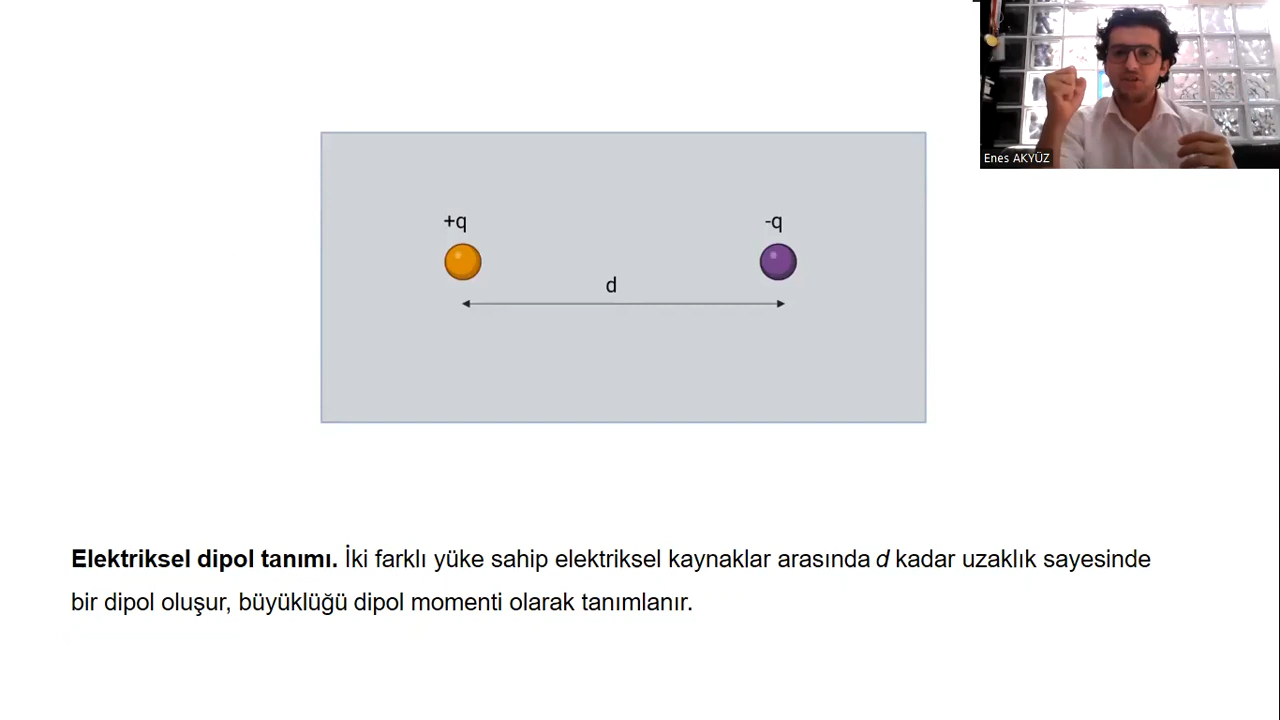 Enes AKYÜZ
+q
-q
d
Elektriksel dipol tanımı. İki farklı yüke sahip elektriksel kaynaklar arasında d kadar uzaklık sayesinde
bir dipol oluşur, büyüklüğü dipol momenti olarak tanımlanır.